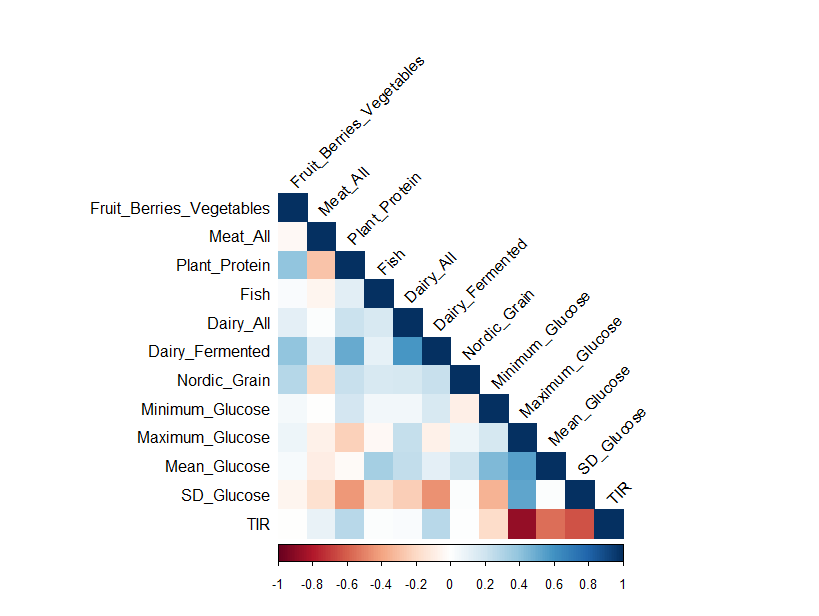 Fruit_Berries_Vegetables
Meat_All
Plant_Protein
Fish
Dairy_All
Dairy_Fermented
Nordic_Grain
Minimum_Glucose
Maximum_Glucose
Mean_Glucose
SD_Glucose
TIR
Fruit_Berries_Vegetables
Meat_All
Plant_Protein
Fish
Dairy_All
Dairy_Fermented
Nordic_Grain
Minimum_Glucose
Maximum_Glucose
Mean_Glucose
SD_Glucose
TIR
-1 -0.8 -0.6 -0.4 -0.2 0 0.2 0.4 0.6 0.8 1